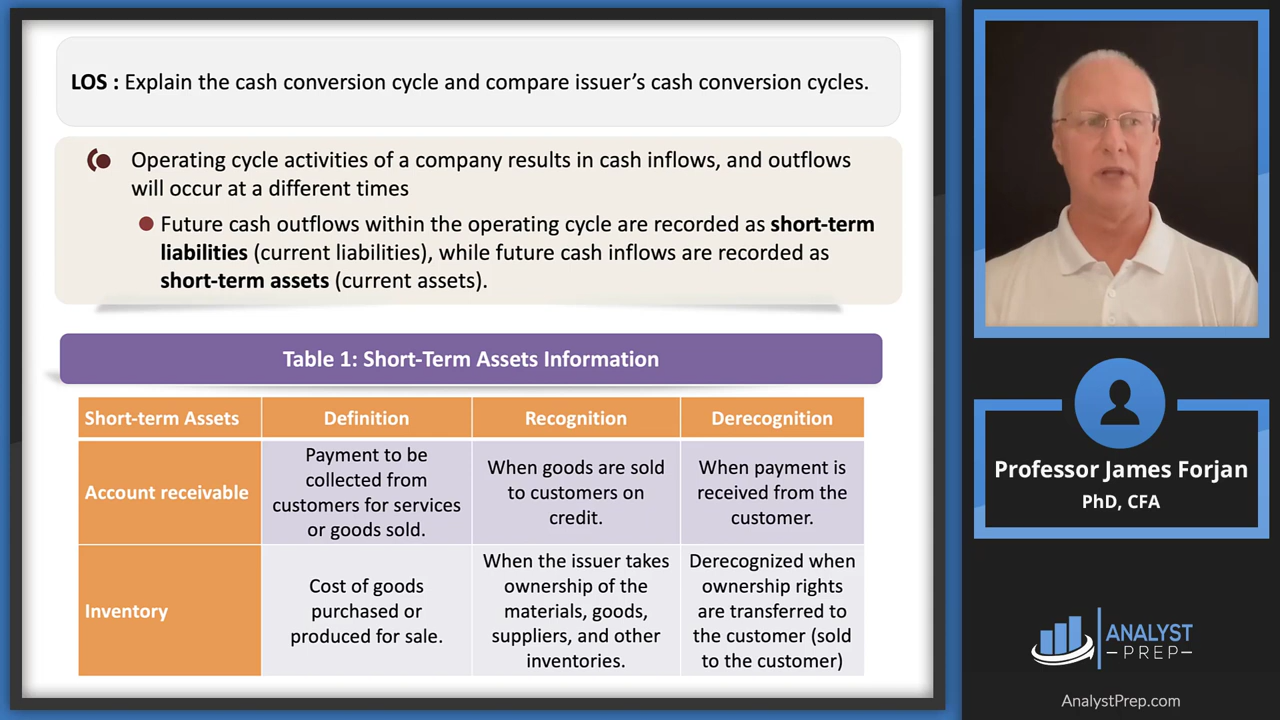 LOS : Explain the cash conversion cycle and compare issuer’s cash conversion cycles.
Operating cycle activities of a company results in cash inflows, and outflows
will occur at a different times
Future cash outflows within the operating cycle are recorded as short-term
liabilities (current liabilities), while future cash inflows are recorded as
short-term assets (current assets).
Table 1: Short-Term Assets Information
Short-term Assets
Definition
Recognition
Derecognition
Account receivable
Payment to be
collected from
customers for services
or goods sold.
When goods are sold
to customers on
credit.
When payment is
received from the
customer.
Inventory
Cost of goods
purchased or
produced for sale.
When the issuer takes
ownership of the
materials, goods,
suppliers, and other
inventories.
Derecognized when
ownership rights
are transferred to
the customer (sold
to the customer)
Professor James Forjan
PhD, CFA
ANALYST
–PREP–
AnalystPrep.com